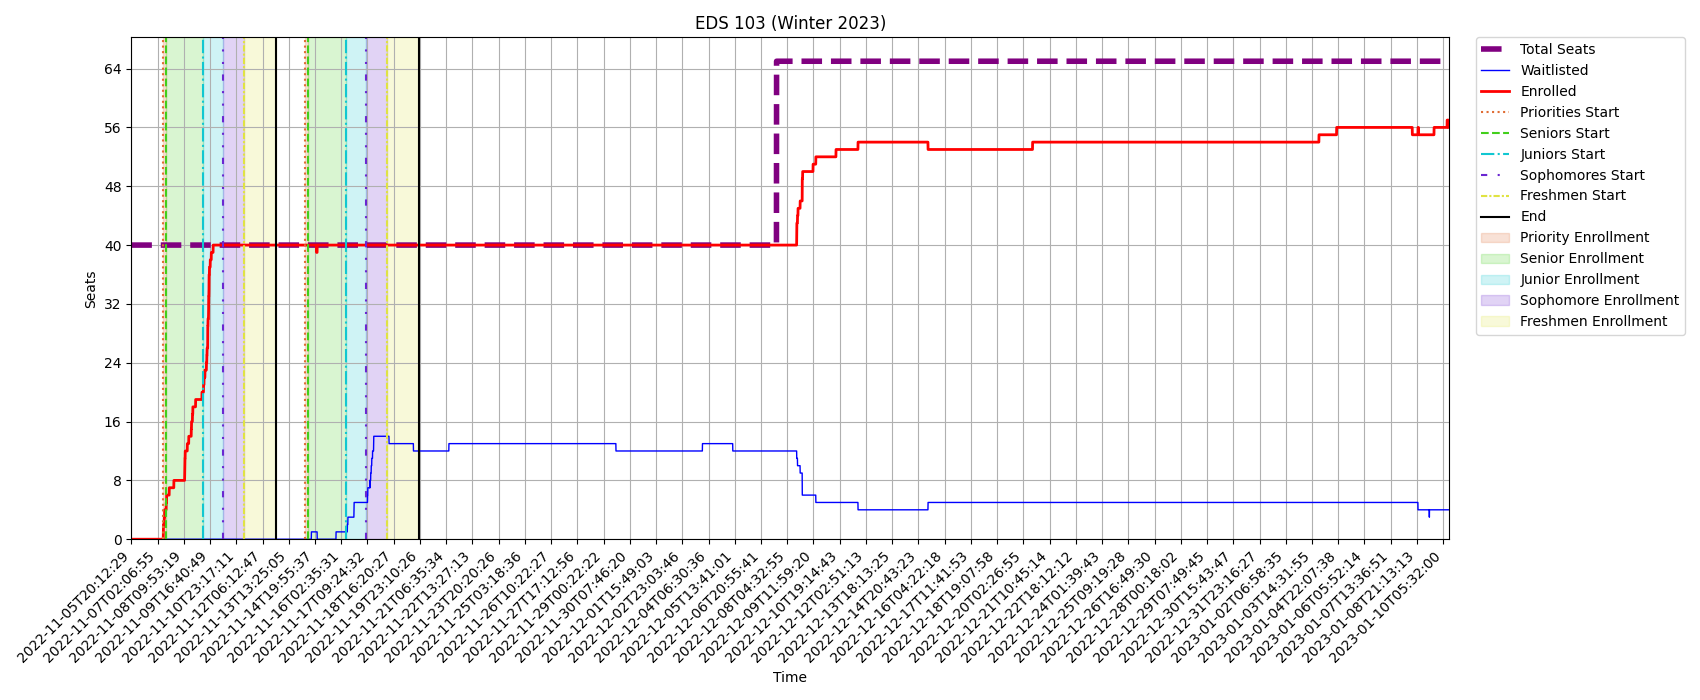 EDS 103 (Winter 2023)
Seats
64
56
48
40
32
24
16
8
0
2022-11-05T20:12:29
2022-11-07T02:06:55
2022-11-08T09:53:19
2022-11-09T16:40:49
2022-11-10T23:17:11
2022-11-12T06:12:47
2022-11-13T13:25:05
2022-11-14T19:55:37
2022-11-16T02:35:31
2022-11-17T09:24:32
2022-11-18T16:20:27
2022-11-19T23:10:26
2022-11-21T06:35:34
2022-11-22T13:27:13
2022-11-23T20:20:26
2022-11-25T03:18:36
2022-11-26T10:22:27
2022-11-27T17:12:56
2022-11-29T00:22:22
2022-11-30T07:46:20
2022-12-01T15:49:03
2022-12-02T23:03:46
2022-12-04T06:30:36
2022-12-05T13:41:01
2022-12-06T20:55:41
2022-12-08T04:32:55
2022-12-09T11:59:20
2022-12-10T19:14:43
2022-12-12T02:51:13
2022-12-13T18:13:25
2022-12-14T20:43:23
2022-12-16T04:22:18
2022-12-17T11:41:53
2022-12-18T19:07:58
2022-12-20T02:26:55
2022-12-21T10:45:14
2022-12-22T18:12:12
2022-12-24T01:39:43
2022-12-25T09:19:28
2022-12-26T16:49:30
2022-12-28T00:18:02
2022-12-29T07:49:45
2022-12-30T15:43:47
2022-12-31T23:16:27
2023-01-02T06:58:35
2023-01-03T14:31:55
2023-01-04T22:07:38
2023-01-06T05:52:14
2023-01-07T13:36:51
2023-01-08T21:13:13
2023-01-10T05:32:00
Time
Total Seats
Waitlisted
Enrolled
Priorities Start
Seniors Start
Juniors Start
Sophomores Start
Freshmen Start
End
Priority Enrollment
Senior Enrollment
Junior Enrollment
Sophomore Enrollment
Freshmen Enrollment